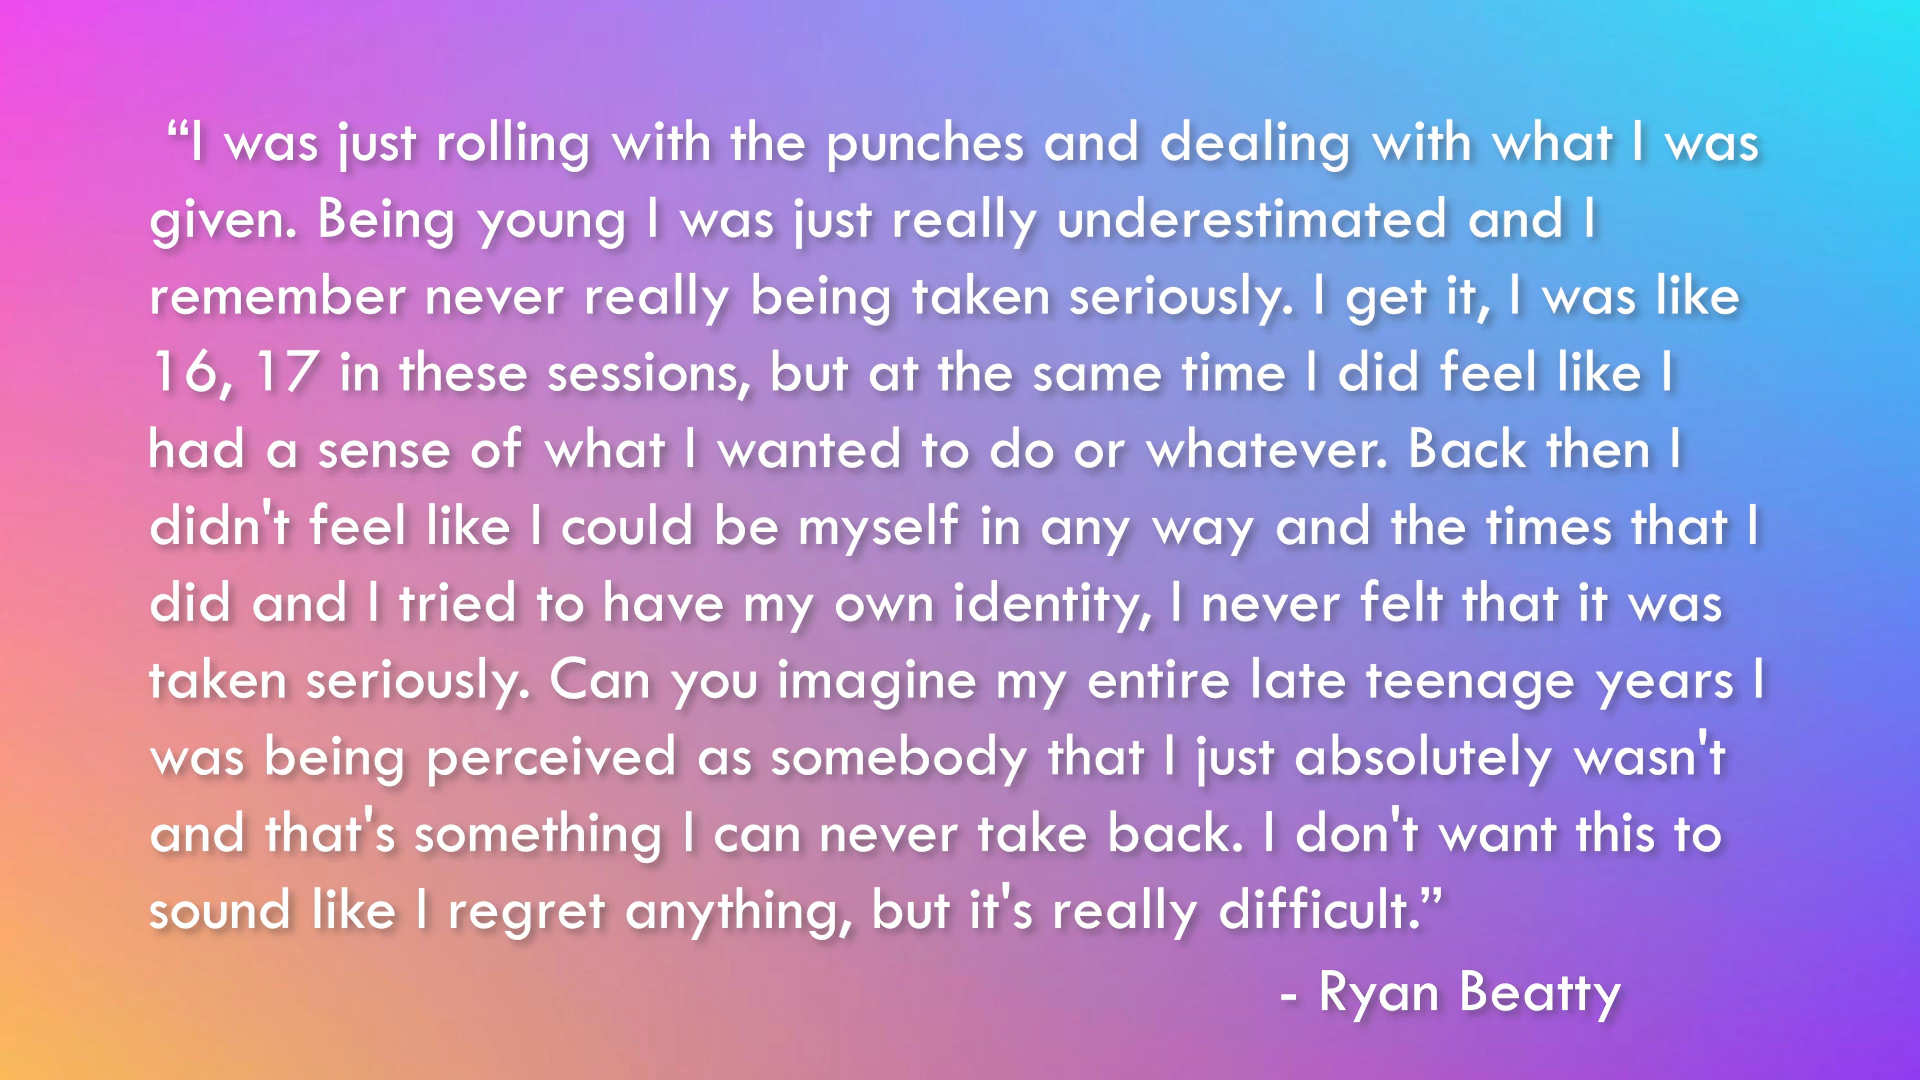 “I was just rolling with the punches and dealing with what I was
given. Being young I was just really underestimated and I
remember never really being taken seriously. I get it, I was like
16, 17 in these sessions, but at the same time I did feel like I
had a sense of what I wanted to do or whatever. Back then I
didn't feel like I could be myself in any way and the times that I
did and I tried to have my own identity, I never felt that it was
taken seriously. Can you imagine my entire late teenage years I
was being perceived as somebody that I just absolutely wasn't
and that's something I can never take back. I don't want this to
sound like I regret anything, but it's really difficult.”
- Ryan Beatty